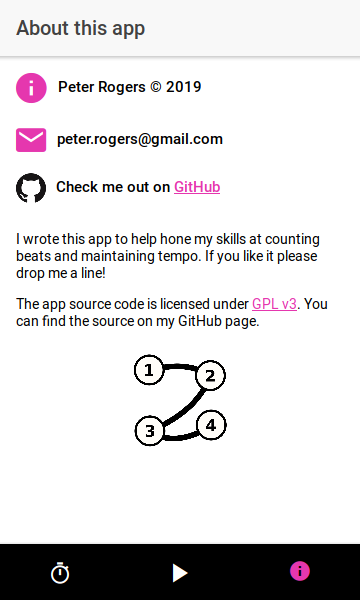 About this app
Peter Rogers © 2019
peter.rogers@gmail.com
Check me out on GitHub
I wrote this app to help hone my skills at counting
beats and maintaining tempo. If you like it please
drop me a line!
The app source code is licensed under GPL v3. You
can find the source on my GitHub page.
1
2
3
4